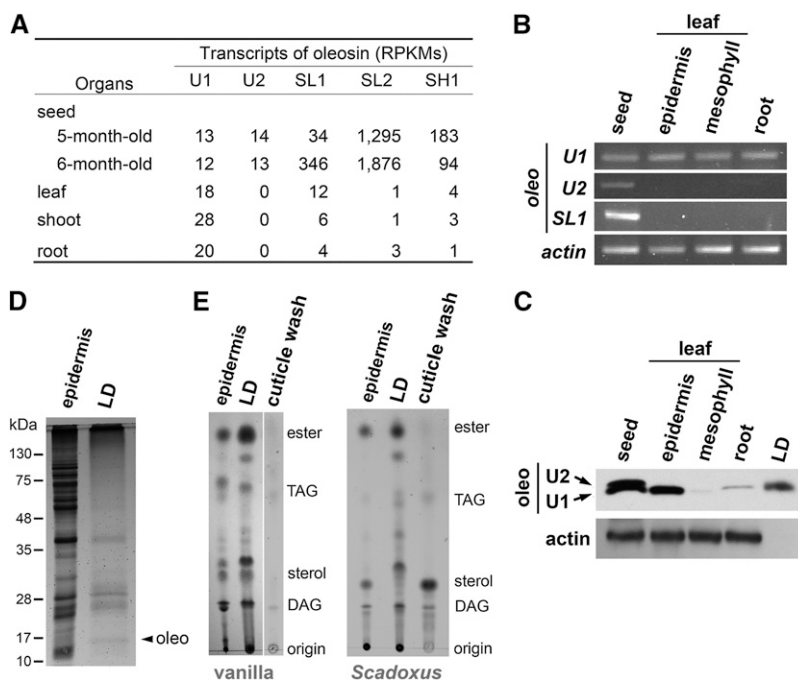 A
Transcripts of oleosin (RPKMs)
Organs U1 U2 SL1 SL2 SH1
seed
5-month-old 13 14 34 1,295 183
6-month-old 12 13 346 1,876 94
leaf 18 0 12 1 4
shoot 28 0 6 1 3
root 20 0 4 3 1
B
leaf
seed epidermis mesophyll root
oleo
U1
U2
SL1
actin
D
epidermis LD
kDa
130
75
48
35
28
17
10
oleo
E
epidermis LD cuticle wash
ester
TAG
sterol
DAG
origin
vanilla
epidermis LD cuticle wash
ester
TAG
sterol
DAG
origin
Scadoxus
C
leaf
seed epidermis mesophyll root LD
oleo
U2
U1
actin